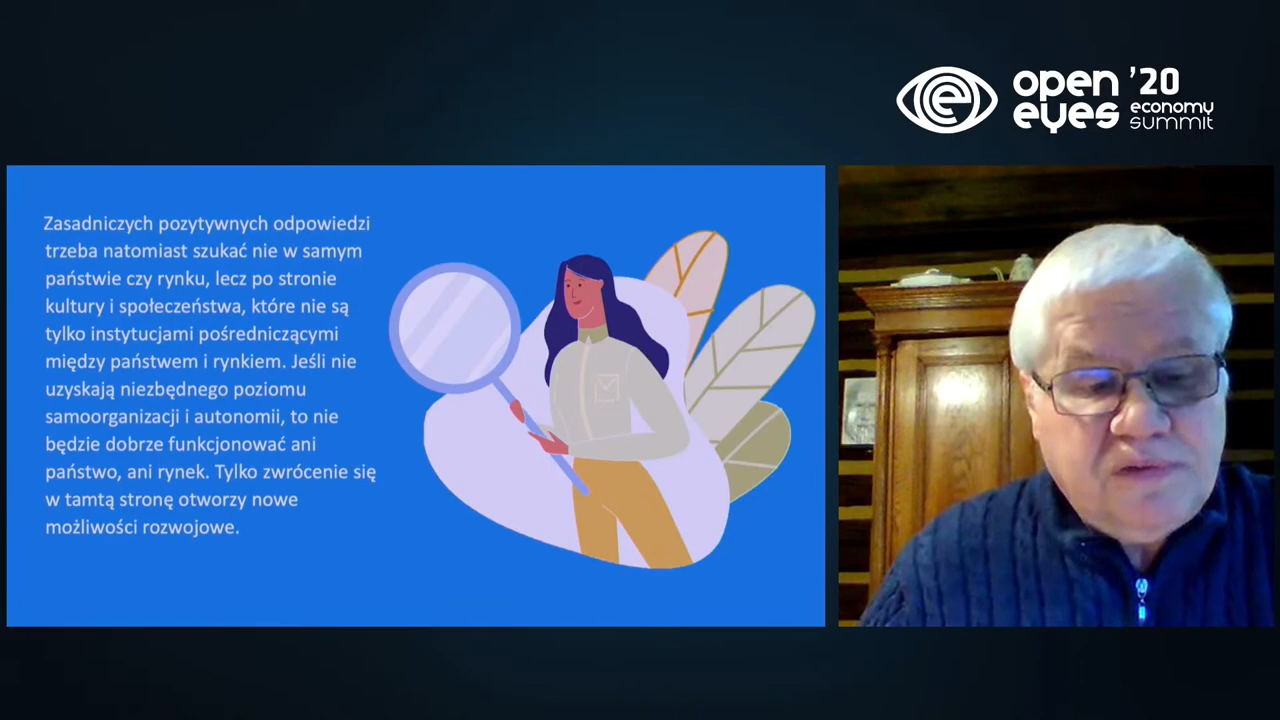 open '20
eyes economy
summit
Zasadniczych pozytywnych odpowiedzi
trzeba natomiast szukać nie w samym
państwie czy rynku, lecz po stronie
kultury i społeczeństwa, które nie są
tylko instytucjami pośredniczącymi
między państwem i rynkiem. Jeśli nie
uzyskają niezbędnego poziomu
samoorganizacji i autonomii, to nie
będzie dobrze funkcjonować ani
państwo, ani rynek. Tylko zwrócenie się
w tamtą stronę otworzy nowe
możliwości rozwojowe.